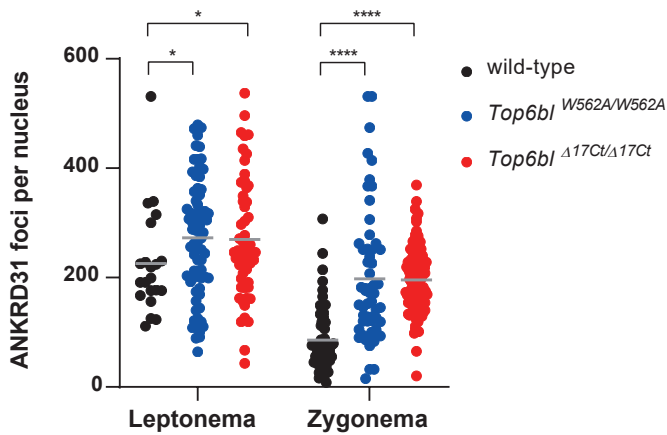 * ****
* ****
600
400
200
0
ANKRD31 foci per nucleus
Leptonema Zygonema
wild-type
Top6bl W562A/W562A
Top6bl Δ17Ct/Δ17Ct